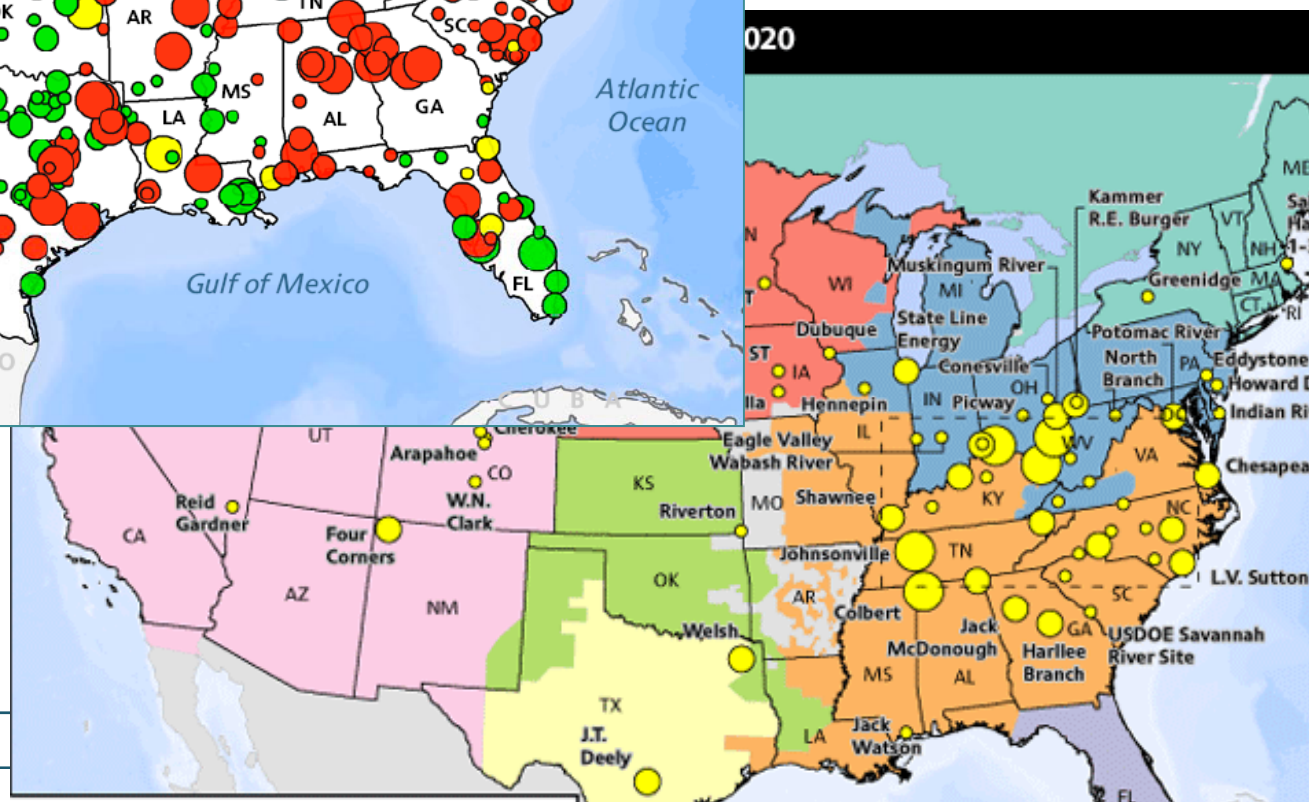 AR
TN
SC
MS
Atlantic
Ocean
LA
AL
GA
Gulf of Mexico
FL
CUBA
020
ME
Kammer
R.E. Burger
VT
NY
NH
WI
Muskingum River
MI
Greenidge
MA
CT
RI
Dubuque
State Line
Energy
Potomac River
ST
IA
Conesville
North
Branch
PA
Eddystone
OH
Howard
Hennepin
IN
Picway
Indian
IL
Cherokee
UT
Arapahoe
CO
Eagle Valley
Wabash River
WV
VA
Chesapea
KS
MO
Shawnee
KY
NC
Reid
Gardner
W.N.
Clark
Riverton
CA
Four
Corners
Johnsonville
TN
OK
L.V. Sutton
AZ
NM
AR
Colbert
SC
Welsh
Jack
McDonough
GA
Harllee
Branch
USDOE Savannah
River Site
MS
AL
TX
J.T.
Deely
LA
Jack
Watson
FL